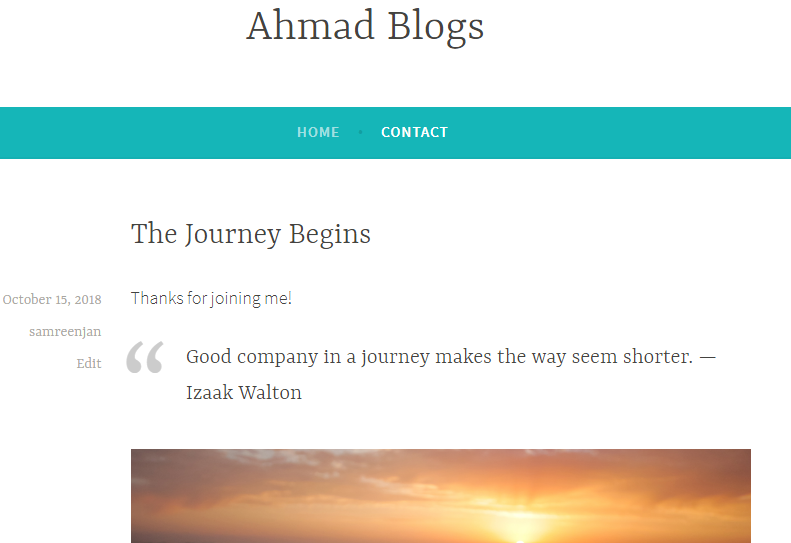 Ahmad Blogs
HOME · CONTACT
The Journey Begins
October 15, 2018
samreenjan
Edit
Thanks for joining me!
“ Good company in a journey makes the way seem shorter. —
Izaak Walton